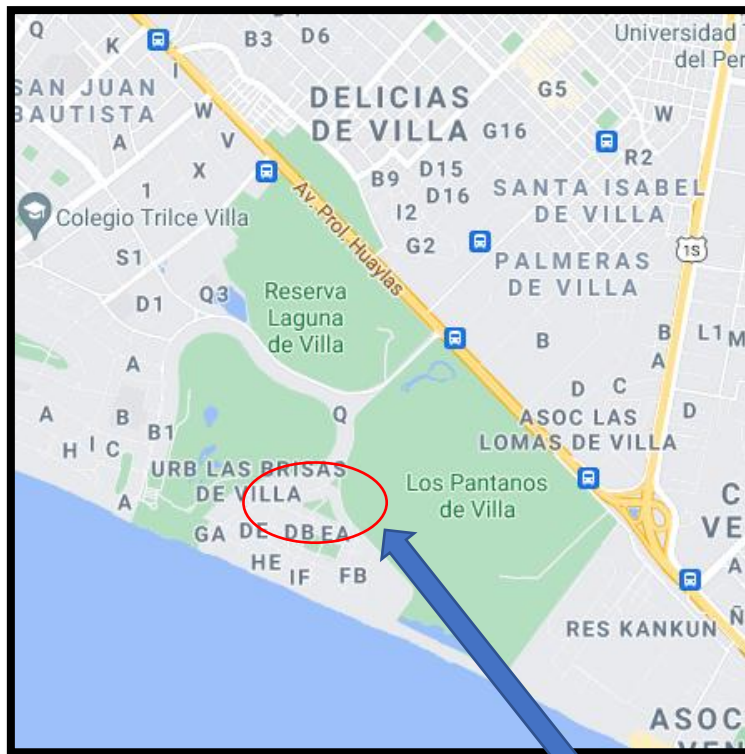 Q
K
B3
D6
Universidad
del Per
SAN JUAN
BAUTISTA
I
W
V
A
X
1
DELICIAS
DE VILLA
G5
G16
W
R2
B9
D15
D16
I2
G2
SANTA ISABEL
DE VILLA
1S
Colegio Trilce Villa
Av. Prol. Huaylas
PALMERAS
DE VILLA
S1
D1
Q3
Reserva
Laguna
de Villa
B
B
L1
M
A
A
D
C
D
A
B
B1
H
I
C
A
Q
ASOC LAS
LOMAS DE VILLA
URB LAS BRISAS
DE VILLA
Los Pantanos
de Villa
C
VE
GA
DE
DB
EA
HE
IF
FB
A
Ñ
RES KANKUN
ASOC
VEN